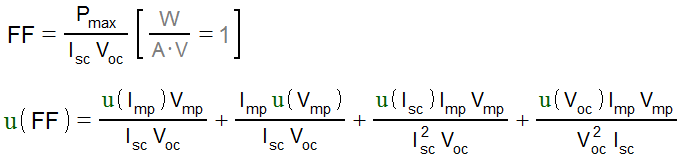 FF = P_max / (I_sc V_oc) [ W / (A·V) = 1 ]
u(FF) = u(I_mp)V_mp / (I_sc V_oc) + I_mp u(V_mp) / (I_sc V_oc) + u(I_sc)I_mp V_mp / (I_sc^2 V_oc) + u(V_oc)I_mp V_mp / (V_oc^2 I_sc)